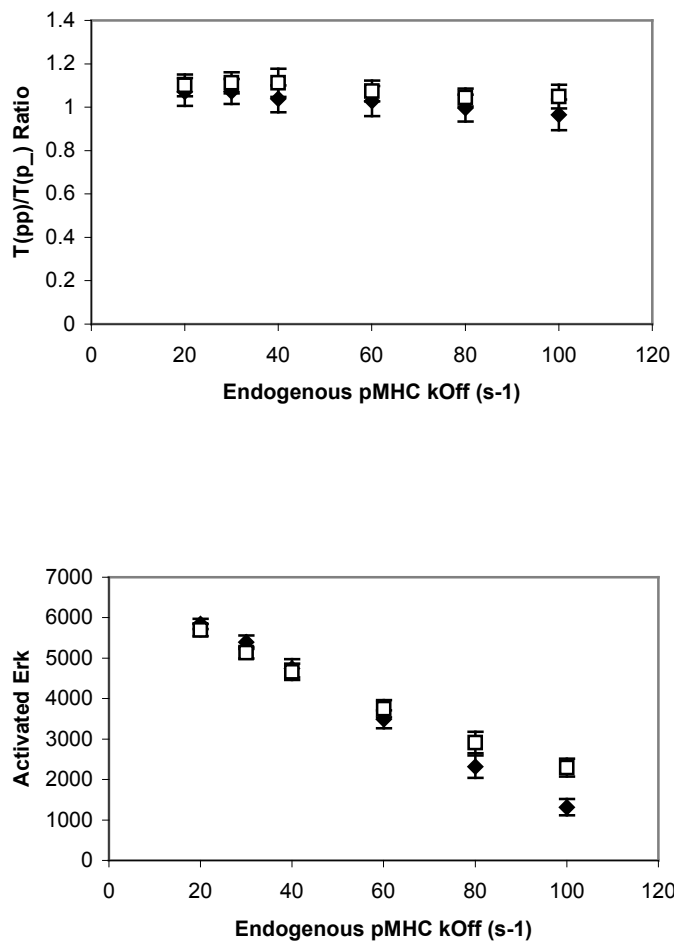 1.4
1.2
1
0.8
0.6
0.4
0.2
0
0 20 40 60 80 100 120
T(pp)/T(p_) Ratio
Endogenous pMHC kOff (s-1)
7000
6000
5000
4000
3000
2000
1000
0
0 20 40 60 80 100 120
Activated Erk
Endogenous pMHC kOff (s-1)